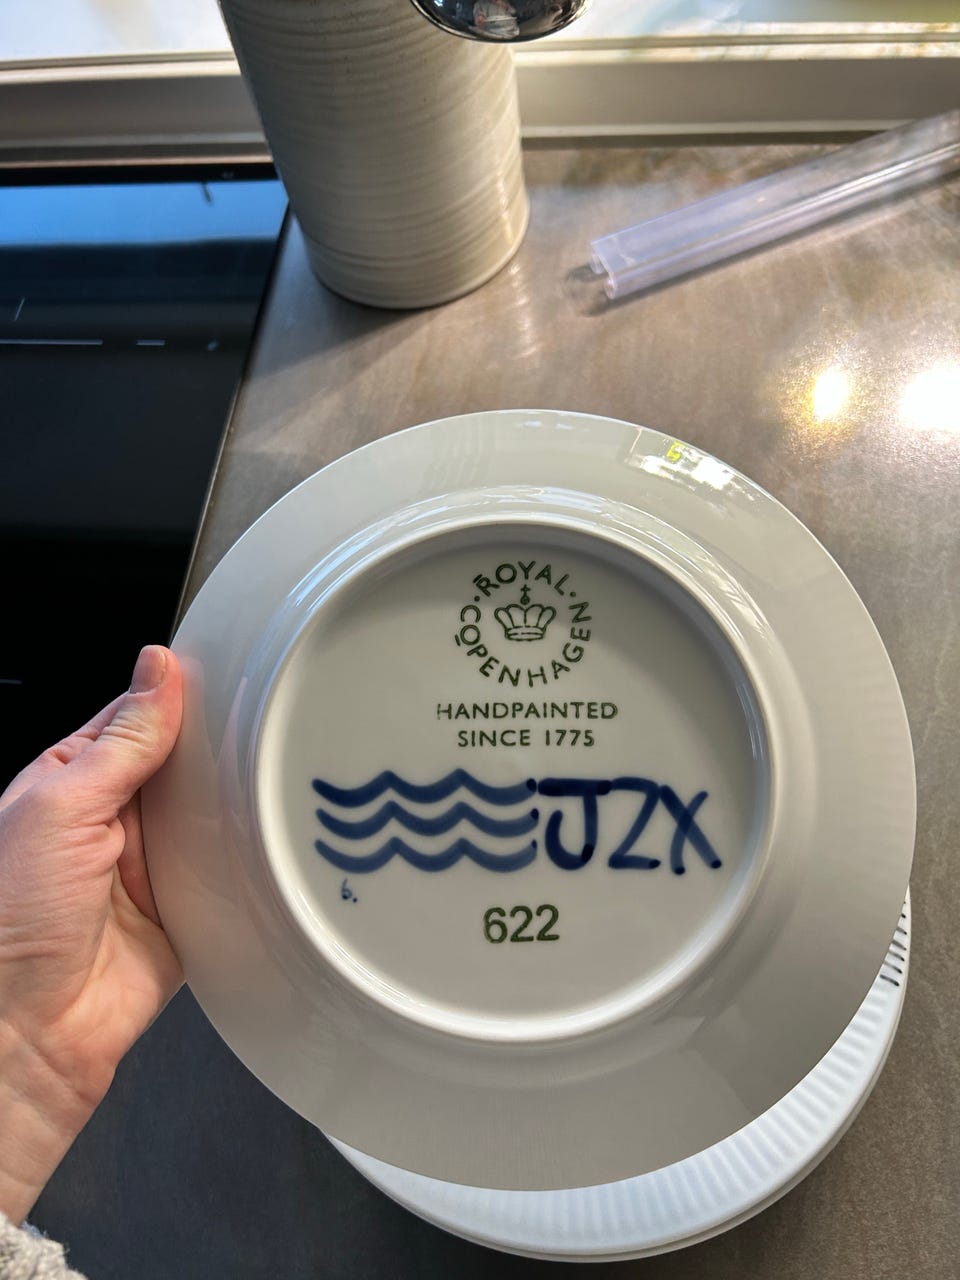 ROYAL COPENHAGEN
HANDPAINTED
SINCE 1775
JZX
6.
622